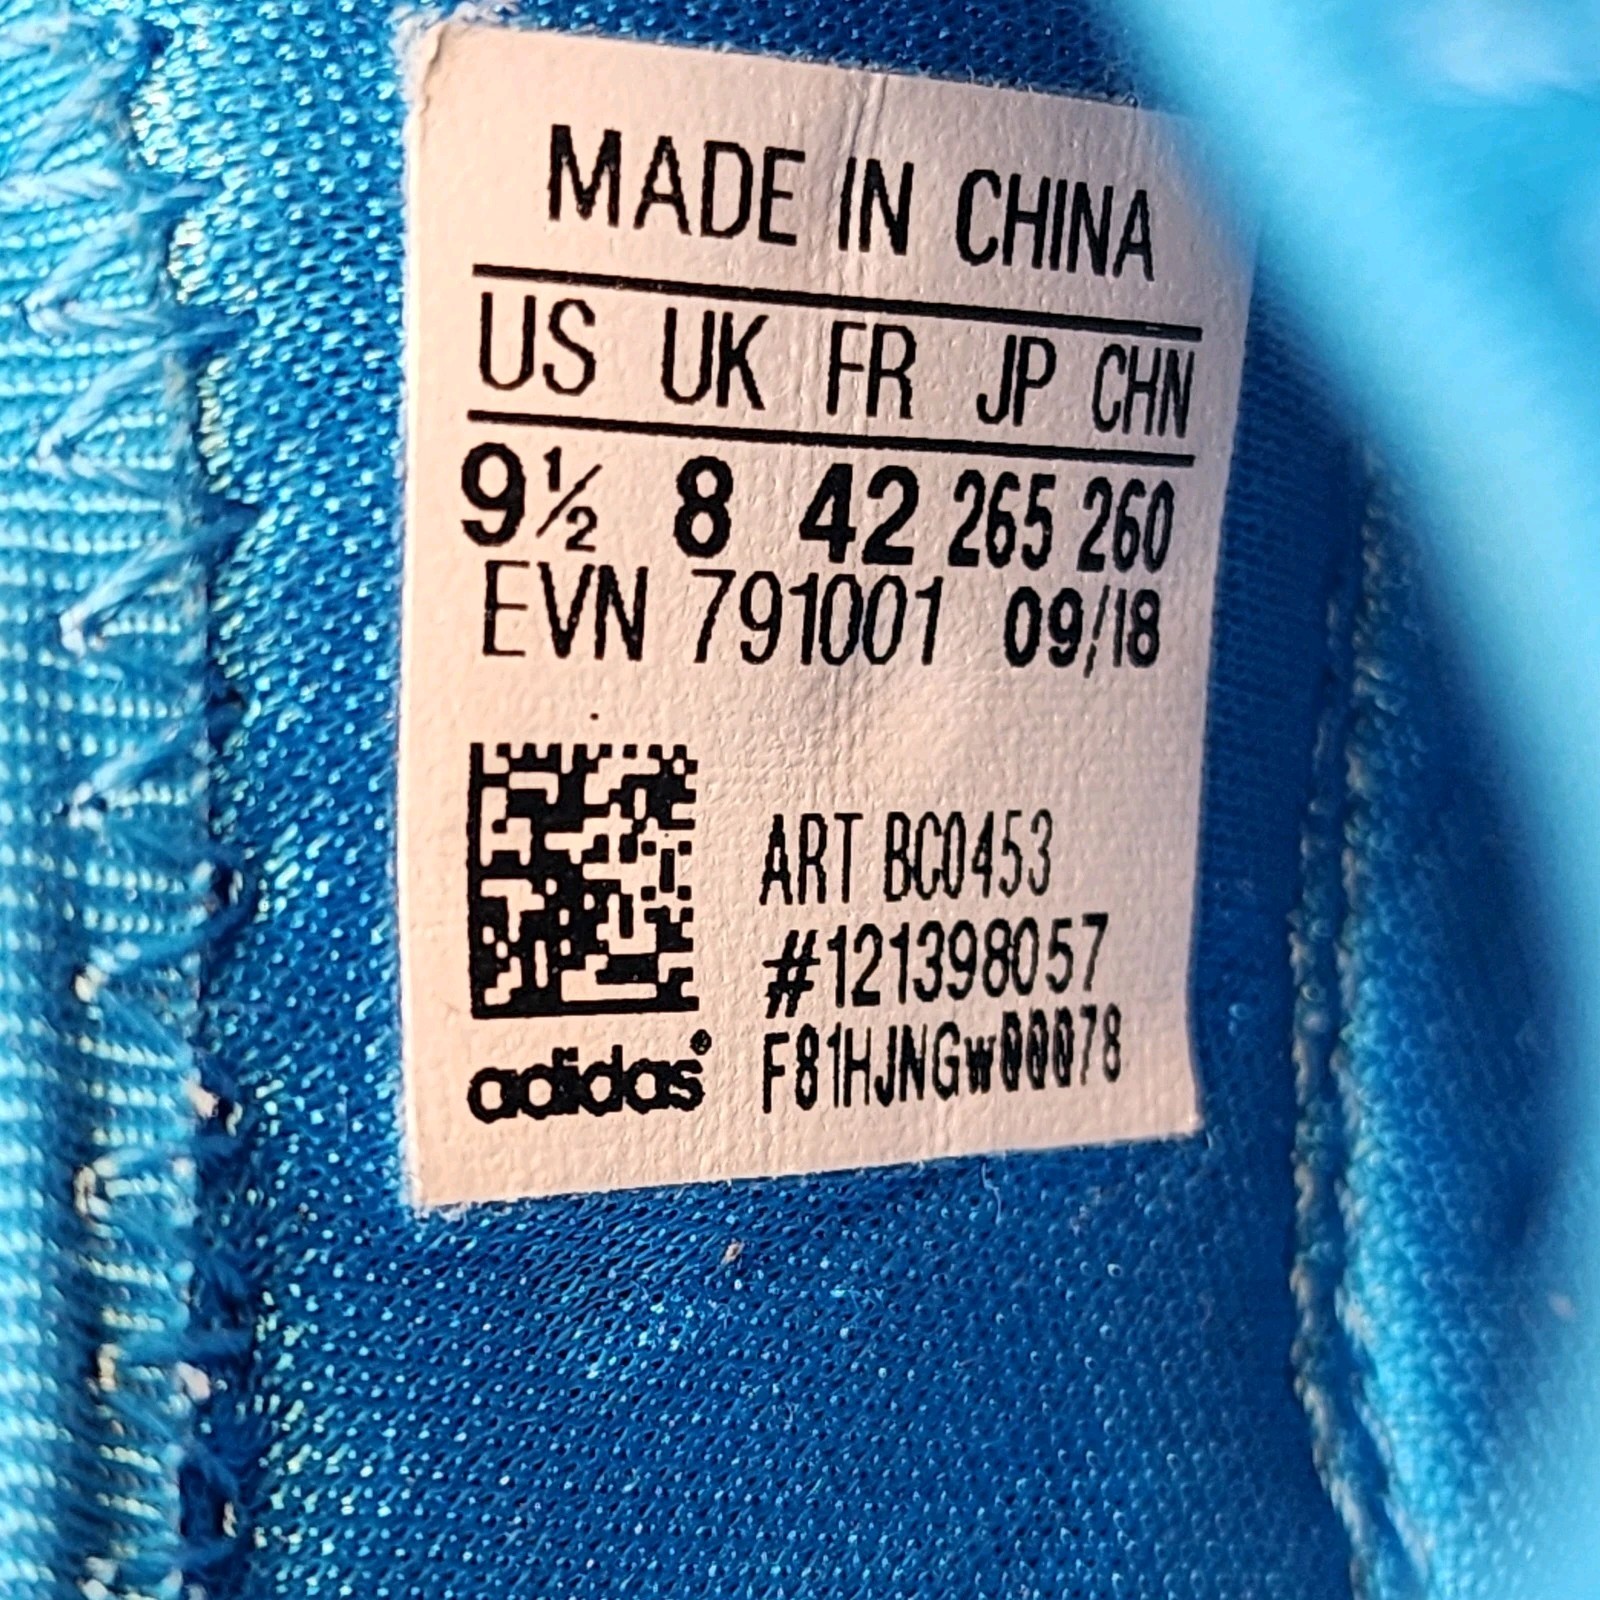 MADE IN CHINA
US UK FR JP CHN
9½ 8 42 265 260
EVN 791001 09/18
ART BC0453
#121398057
F81HJNGW00078
adidas®